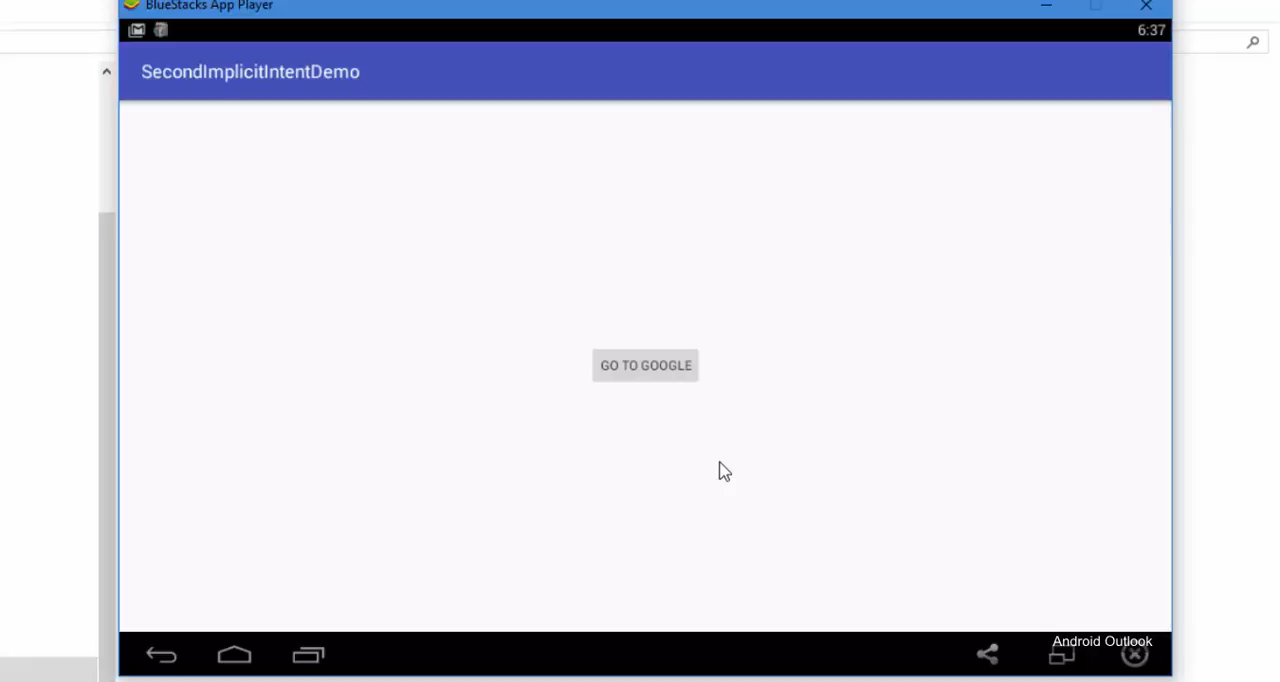 BlueStacks App Player
6:37
SecondImplicitIntentDemo
GO TO GOOGLE
Android Outlook